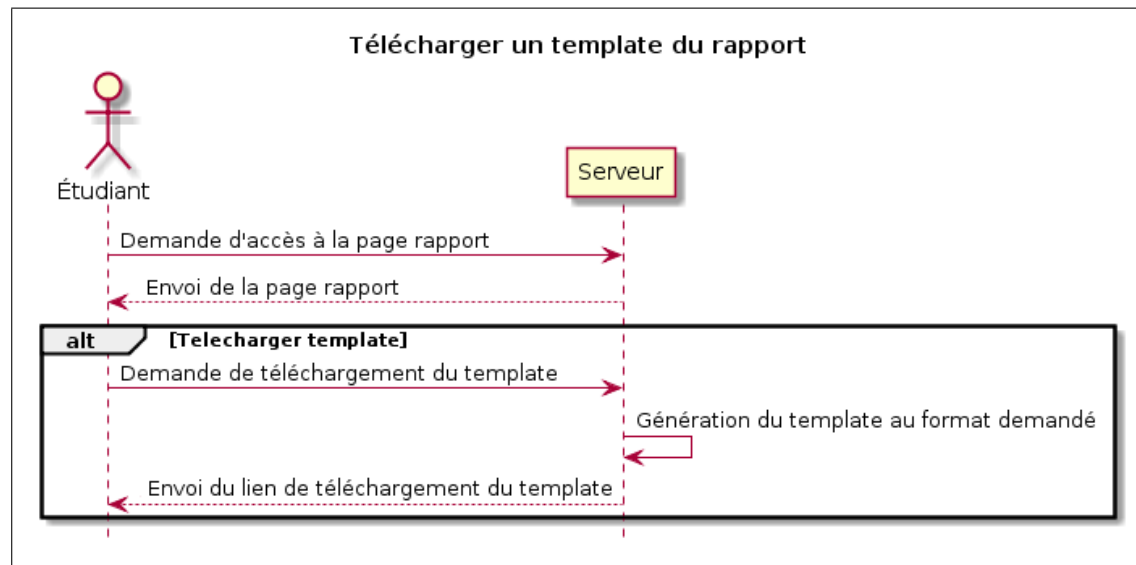 Télécharger un template du rapport
Étudiant
Serveur
Demande d'accès à la page rapport
Envoi de la page rapport
alt [Telecharger template]
Demande de téléchargement du template
Génération du template au format demandé
Envoi du lien de téléchargement du template